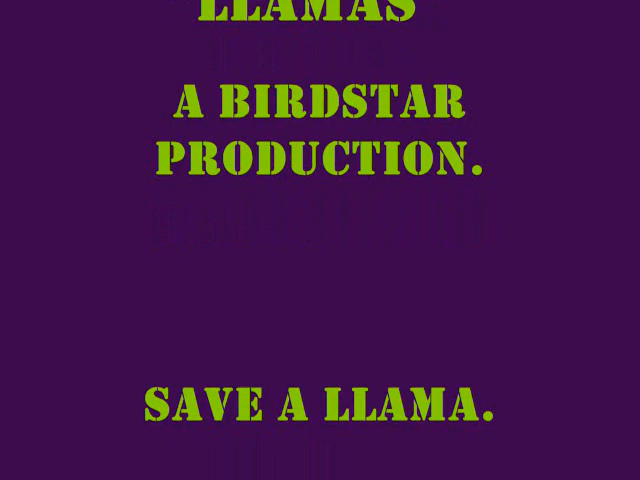 "LLAMAS"
A BIRDSTAR
PRODUCTION.
SAVE A LLAMA.